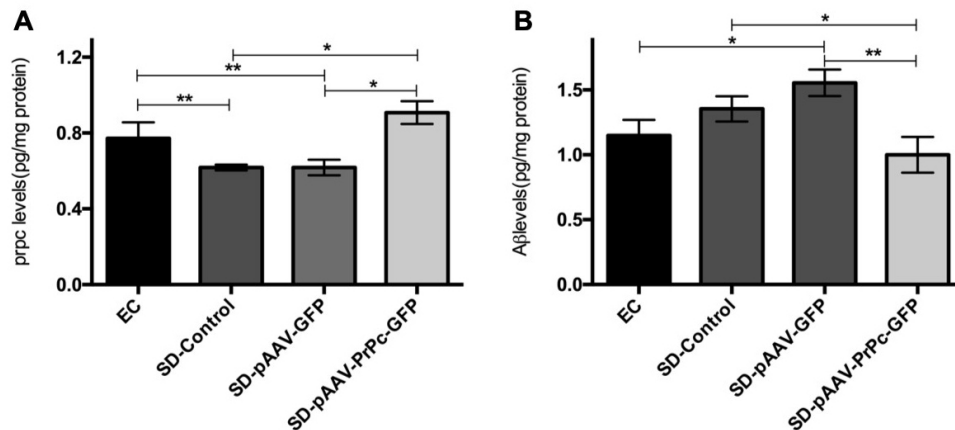 A
prpc levels(pg/mg protein)
1.2
0.8
0.4
0.0
*
**
*
**
EC
SD-Control
SD-pAAV-GFP
SD-pAAV-PrPc-GFP
B
Aβlevels(pg/mg protein)
1.5
1.0
0.5
0.0
*
*
**
EC
SD-Control
SD-pAAV-GFP
SD-pAAV-PrPc-GFP